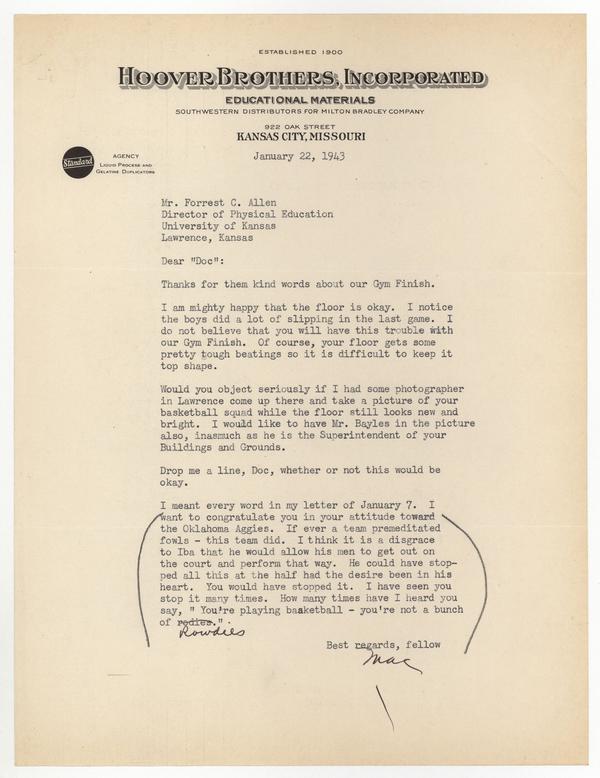 ESTABLISHED 1900
HOOVER BROTHERS, INCORPORATED
EDUCATIONAL MATERIALS
SOUTHWESTERN DISTRIBUTORS FOR MILTON BRADLEY COMPANY
922 OAK STREET
KANSAS CITY, MISSOURI
Standard
AGENCY
LIQUID PROCESS AND
GELATINE DUPLICATORS
January 22, 1943
Mr. Forrest C. Allen
Director of Physical Education
University of Kansas
Lawrence, Kansas
Dear "Doc":
Thanks for them kind words about our Gym Finish.
I am mighty happy that the floor is okay. I notice
the boys did a lot of slipping in the last game. I
do not believe that you will have this trouble with
our Gym Finish. Of course, your floor gets some
pretty tough beatings so it is difficult to keep it
top shape.
Would you object seriously if I had some photographer
in Lawrence come up there and take a picture of your
basketball squad while the floor still looks new and
bright. I would like to have Mr. Bayles in the picture
also, inasmuch as he is the Superintendent of your
Buildings and Grounds.
Drop me a line, Doc, whether or not this would be
okay.
I meant every word in my letter of January 7. I
want to congratulate you in your attitude toward
the Oklahoma Aggies. If ever a team premeditated
fowls - this team did. I think it is a disgrace
to Iba that he would allow his men to get out on
the court and perform that way. He could have stop-
ped all this at the half had the desire been in his
heart. You would have stopped it. I have seen you
stop it many times. How many times have I heard you
say, " You're playing basketball - you're not a bunch
of rodies." .
Rowdies
Best regards, fellow
Mac